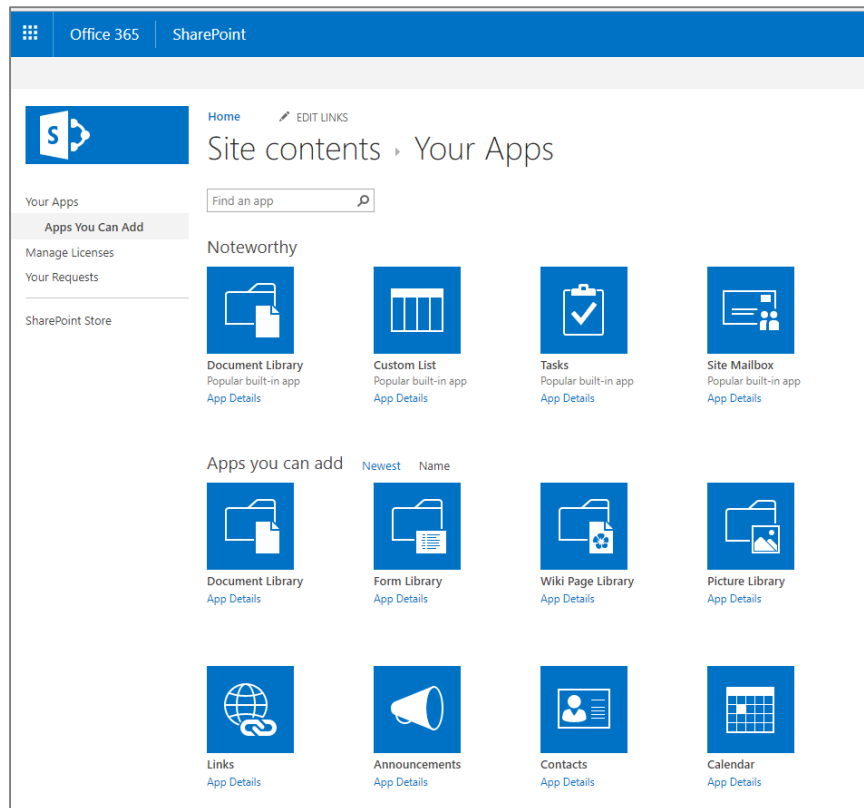 Office 365 SharePoint
S
Home EDIT LINKS
Site contents › Your Apps
Find an app
Your Apps
Apps You Can Add
Manage Licenses
Your Requests
SharePoint Store
Noteworthy
Document Library Custom List Tasks Site Mailbox
Popular built-in app Popular built-in app Popular built-in app Popular built-in app
App Details App Details App Details App Details
Apps you can add Newest Name
Document Library Form Library Wiki Page Library Picture Library
App Details App Details App Details App Details
Links Announcements Contacts Calendar
App Details App Details App Details App Details